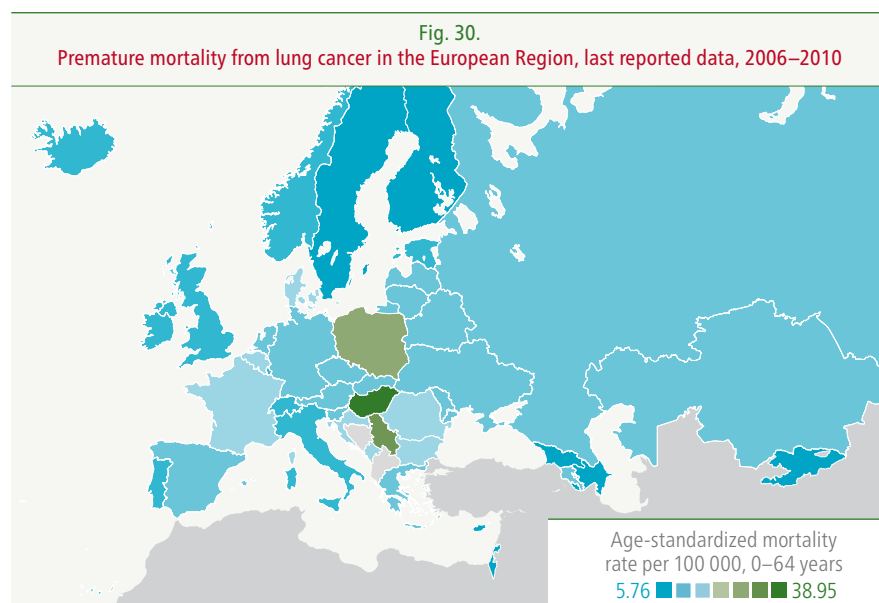 Fig. 30.
Premature mortality from lung cancer in the European Region, last reported data, 2006–2010
Age-standardized mortality
rate per 100 000, 0–64 years
5.76 38.95